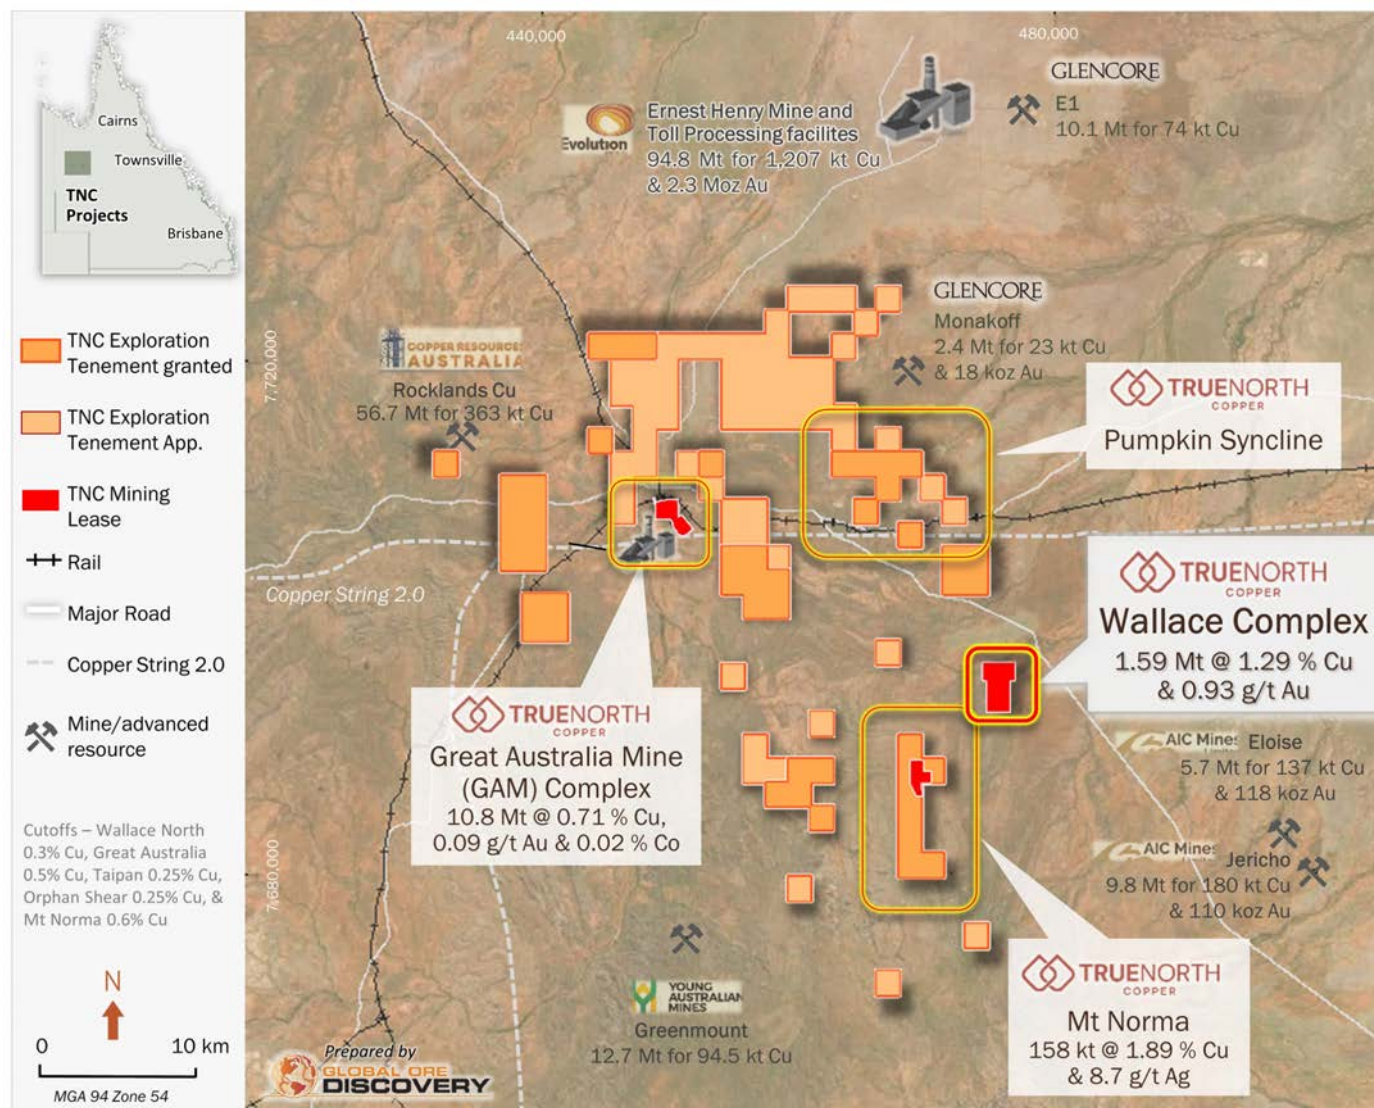 Cairns
Townsville
TNC
Projects
Brisbane
TNC Exploration
Tenement granted
TNC Exploration
Tenement App.
TNC Mining
Lease
Rail
Major Road
Copper String 2.0
Mine/advanced
resource
Cutoffs – Wallace North
0.3% Cu, Great Australia
0.5% Cu, Taipan 0.25% Cu,
Orphan Shear 0.25% Cu, &
Mt Norma 0.6% Cu
N
0 10 km
MGA 94 Zone 54
440,000
480,000
7,720,000
7,680,000
Evolution
Ernest Henry Mine and
Toll Processing facilites
94.8 Mt for 1,207 kt Cu
& 2.3 Moz Au
GLENCORE
E1
10.1 Mt for 74 kt Cu
GLENCORE
Monakoff
2.4 Mt for 23 kt Cu
& 18 koz Au
COPPER RESOURCES
AUSTRALIA
Rocklands Cu
56.7 Mt for 363 kt Cu
TRUENORTH
COPPER
Pumpkin Syncline
Copper String 2.0
TRUENORTH
COPPER
Wallace Complex
1.59 Mt @ 1.29 % Cu
& 0.93 g/t Au
TRUENORTH
COPPER
Great Australia Mine
(GAM) Complex
10.8 Mt @ 0.71 % Cu,
0.09 g/t Au & 0.02 % Co
AIC Mines
Eloise
5.7 Mt for 137 kt Cu
& 118 koz Au
AIC Mines
Jericho
9.8 Mt for 180 kt Cu
& 110 koz Au
YOUNG
AUSTRALIAN
MINES
Greenmount
12.7 Mt for 94.5 kt Cu
TRUENORTH
COPPER
Mt Norma
158 kt @ 1.89 % Cu
& 8.7 g/t Ag
Prepared by
GLOBAL ORE
DISCOVERY